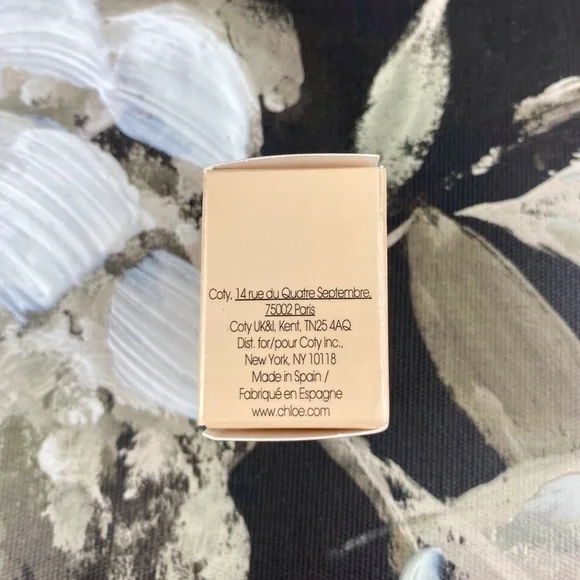 Coty, 14 rue du Quatre Septembre,
75002 Paris
Coty UK&I, Kent, TN25 4AQ
Dist. for/pour Coty Inc.,
New York, NY 10118
Made in Spain /
Fabriqué en Espagne
www.chloe.com